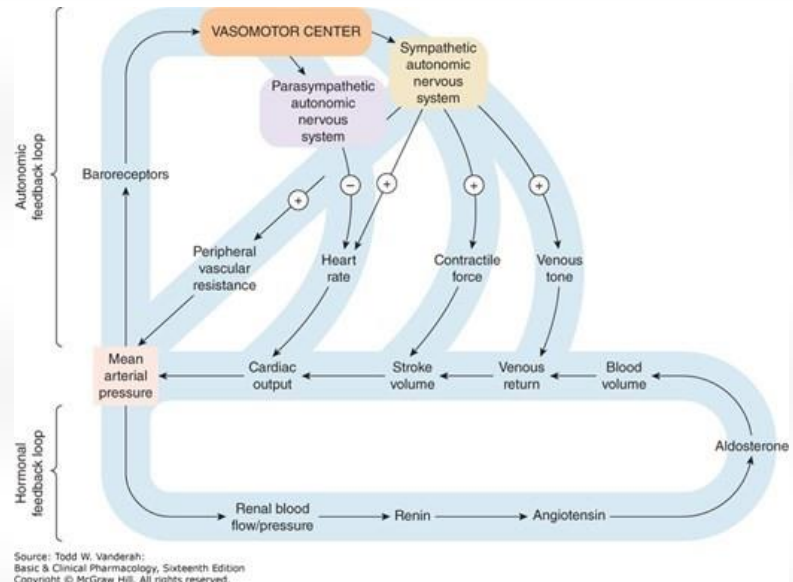 VASOMOTOR CENTER
Sympathetic
autonomic
nervous
system
Parasympathetic
autonomic
nervous
system
Autonomic
feedback loop
Baroreceptors
+
−
+
+
+
Peripheral
vascular
resistance
Heart
rate
Contractile
force
Venous
tone
Mean
arterial
pressure
Cardiac
output
Stroke
volume
Venous
return
Blood
volume
Hormonal
feedback loop
Aldosterone
Renal blood
flow/pressure
Renin
Angiotensin
Source: Todd W. Vanderah:
Basic & Clinical Pharmacology, Sixteenth Edition
Copyright © McGraw Hill. All rights reserved.